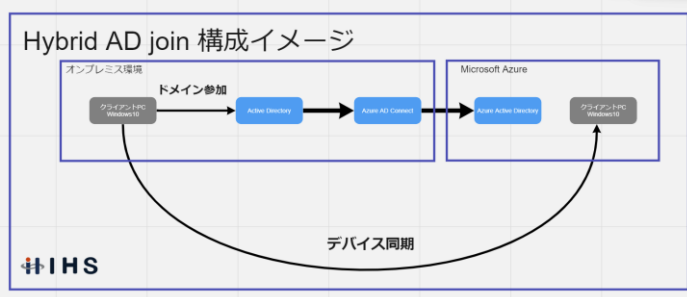 Hybrid AD join 構成イメージ
オンプレミス環境
Microsoft Azure
ドメイン参加
クライアントPC
Windows10
Active Directory
Azure AD Connect
Azure Active Directory
クライアントPC
Windows10
デバイス同期
IHS